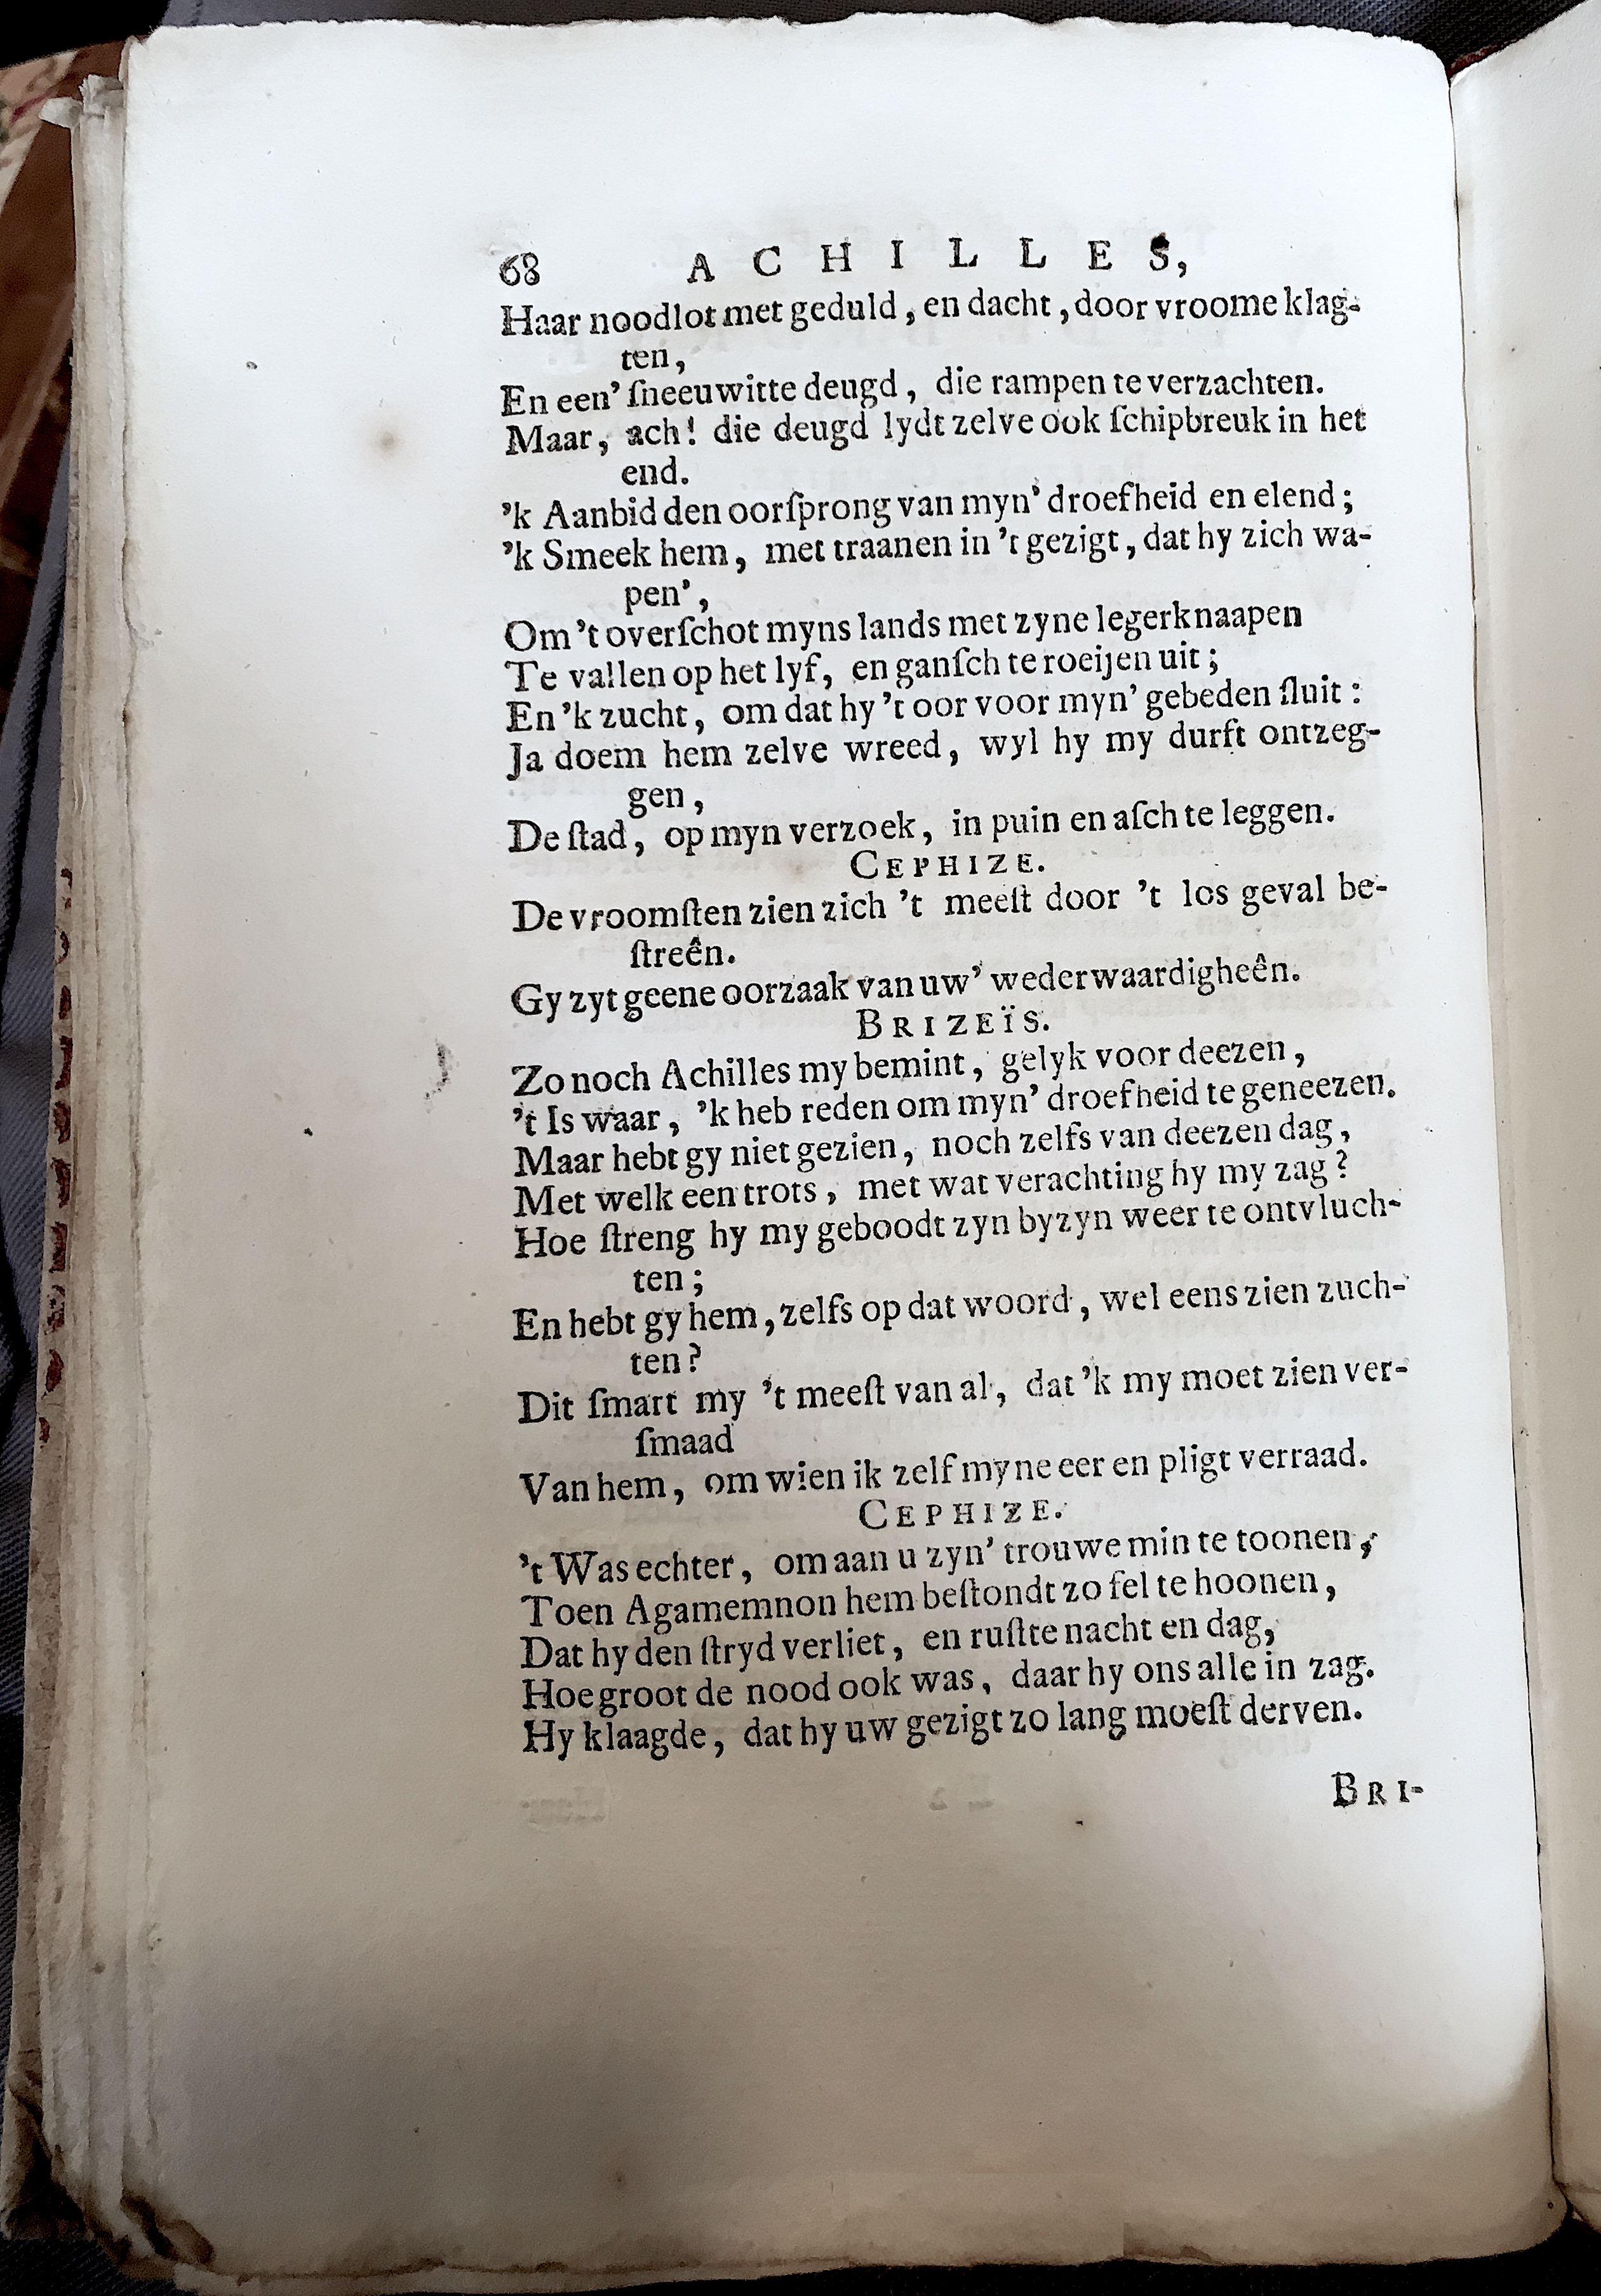 68 ACHILLES,
Haar noodlot met geduld, en dacht, door vroome klag-
ten,
En een’ ſneeuwitte deugd, die rampen te verzachten.
Maar, ach! die deugd lydt zelve ook ſchipbreuk in het
end.
’k Aanbid den oorſprong van myn’ droefheid en elend;
’k Smeek hem, met traanen in ’t gezigt, dat hy zich wa-
pen’,
Om ’t overſchot myns lands met zyne legerknaapen
Te vallen op het lyf, en ganſch te roeijen uit;
En ’k zucht, om dat hy ’t oor voor myn’ gebeden ſluit:
Ja doem hem zelve wreed, wyl hy my durft ontzeg-
gen,
De ſtad, op myn verzoek, in puin en aſch te leggen.
CEPHIZE.
De vroomſten zien zich ’t meeſt door ’t los geval be-
ſtreên.
Gy zyt geene oorzaak van uw’ wederwaardigheên.
BRIZEÏS.
Zo noch Achilles my bemint, gelyk voor deezen,
’t Is waar, ’k heb reden om myn’ droefheid te geneezen.
Maar hebt gy niet gezien, noch zelfs van deezen dag,
Met welk een trots, met wat verachting hy my zag?
Hoe ſtreng hy my geboodt zyn byzyn weer te ontvluch-
ten;
En hebt gy hem, zelfs op dat woord, wel eens zien zuch-
ten?
Dit ſmart my ’t meeſt van al, dat ’k my moet zien ver-
ſmaad
Van hem, om wien ik zelf myne eer en pligt verraad.
CEPHIZE.
’t Was echter, om aan u zyn’ trouwe min te toonen,
Toen Agamemnon hem beſtondt zo fel te hoonen,
Dat hy den ſtryd verliet, en ruſtte nacht en dag,
Hoe groot de nood ook was, daar hy ons alle in zag.
Hy klaagde, dat hy uw gezigt zo lang moeſt derven.
BRI-